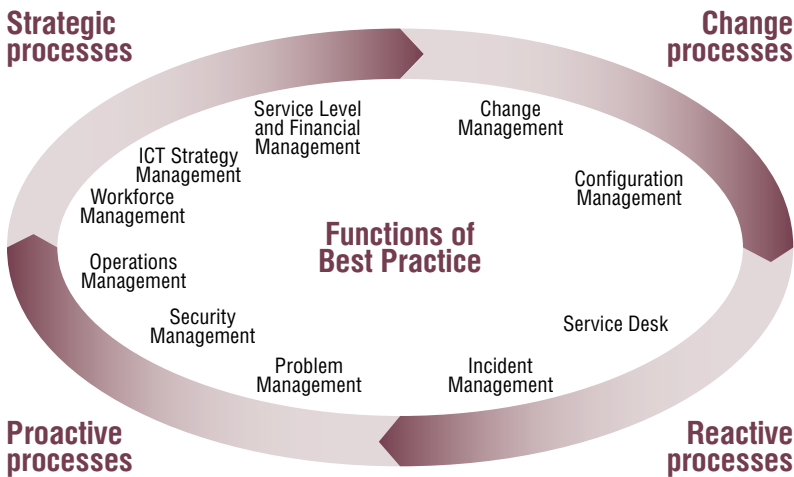 Strategic
processes
Change
processes
Service Level
and Financial
Management
Change
Management
ICT Strategy
Management
Configuration
Management
Workforce
Management
Functions of
Best Practice
Operations
Management
Security
Management
Service Desk
Problem
Management
Incident
Management
Proactive
processes
Reactive
processes